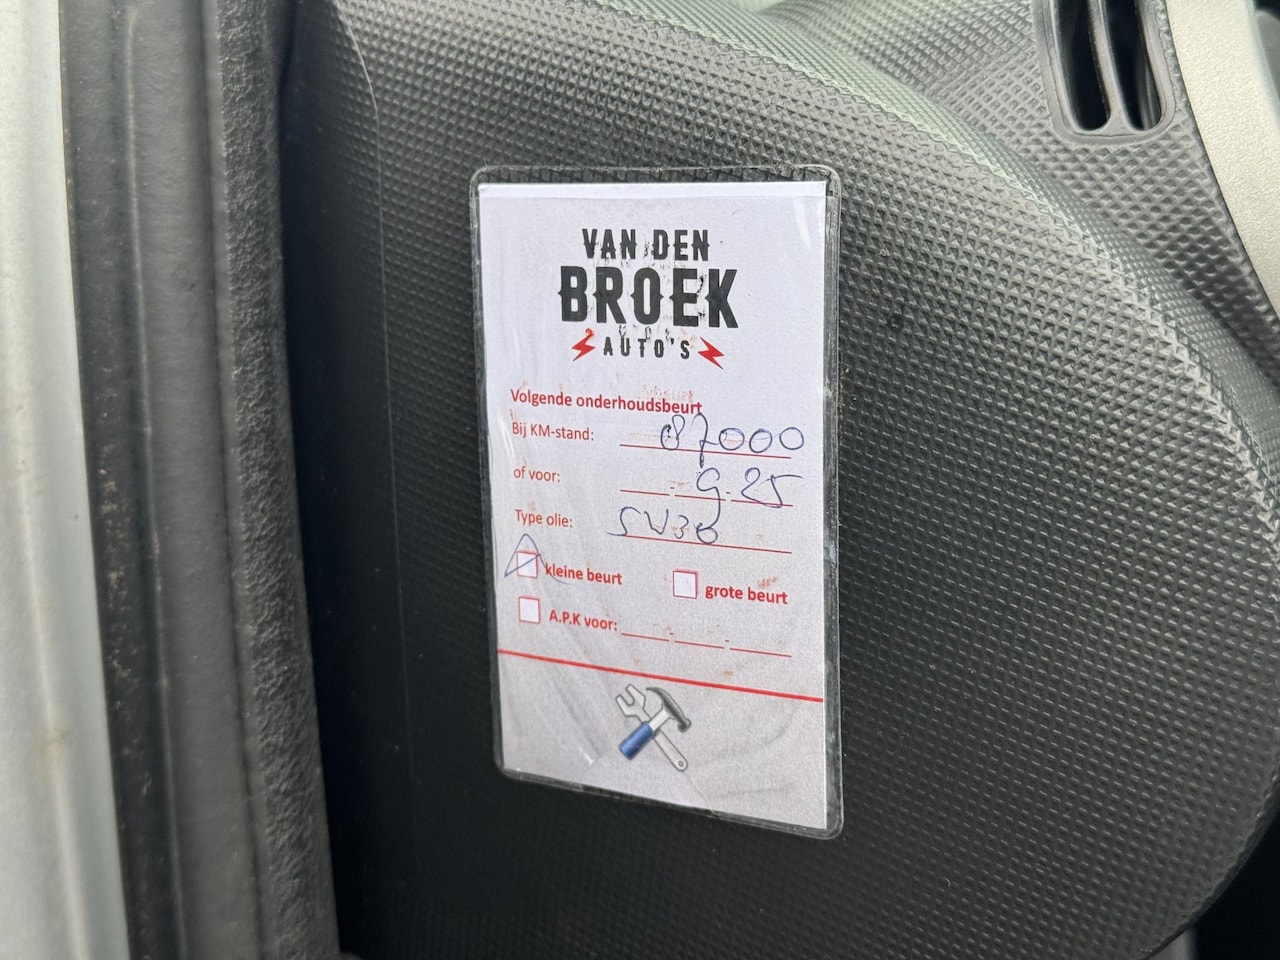 VAN DEN
BROEK
AUTO'S
Volgende onderhoudsbeurt
Bij KM-stand: 87000
of voor: - 9 - 25
Type olie: 5W30
kleine beurt grote beurt
A.P.K voor: - -